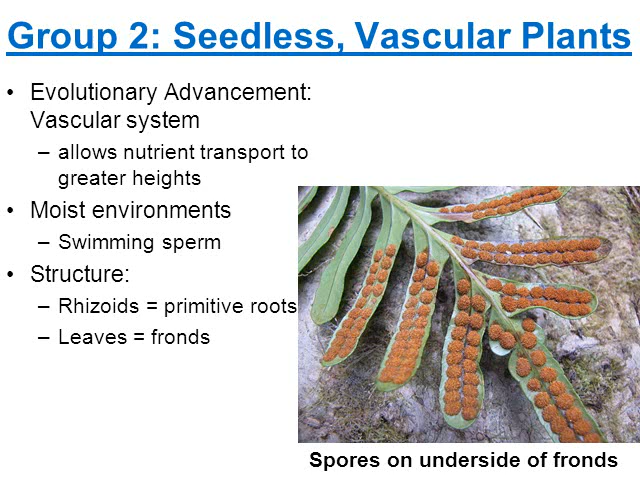 Group 2: Seedless, Vascular Plants
• Evolutionary Advancement:
Vascular system
– allows nutrient transport to
greater heights
• Moist environments
– Swimming sperm
• Structure:
– Rhizoids = primitive roots
– Leaves = fronds
Spores on underside of fronds